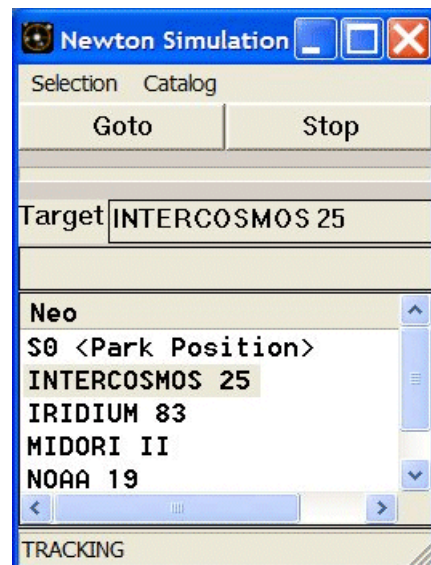 Newton Simulation
Selection Catalog
Goto Stop
Target INTERCOSMOS 25
Neo
S0 <Park Position>
INTERCOSMOS 25
IRIDIUM 83
MIDORI II
NOAA 19
TRACKING